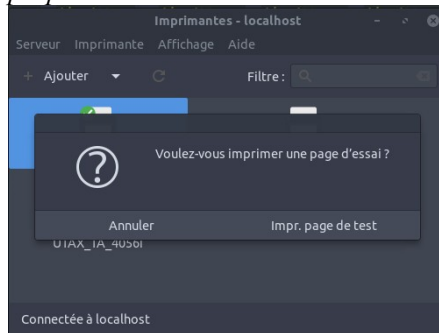 Imprimantes - localhost
Serveur Imprimante Affichage Aide
+ Ajouter Filtre :
Voulez-vous imprimer une page d'essai ?
Annuler Impr. page de test
UTAX_TA_4056i
Connectée à localhost